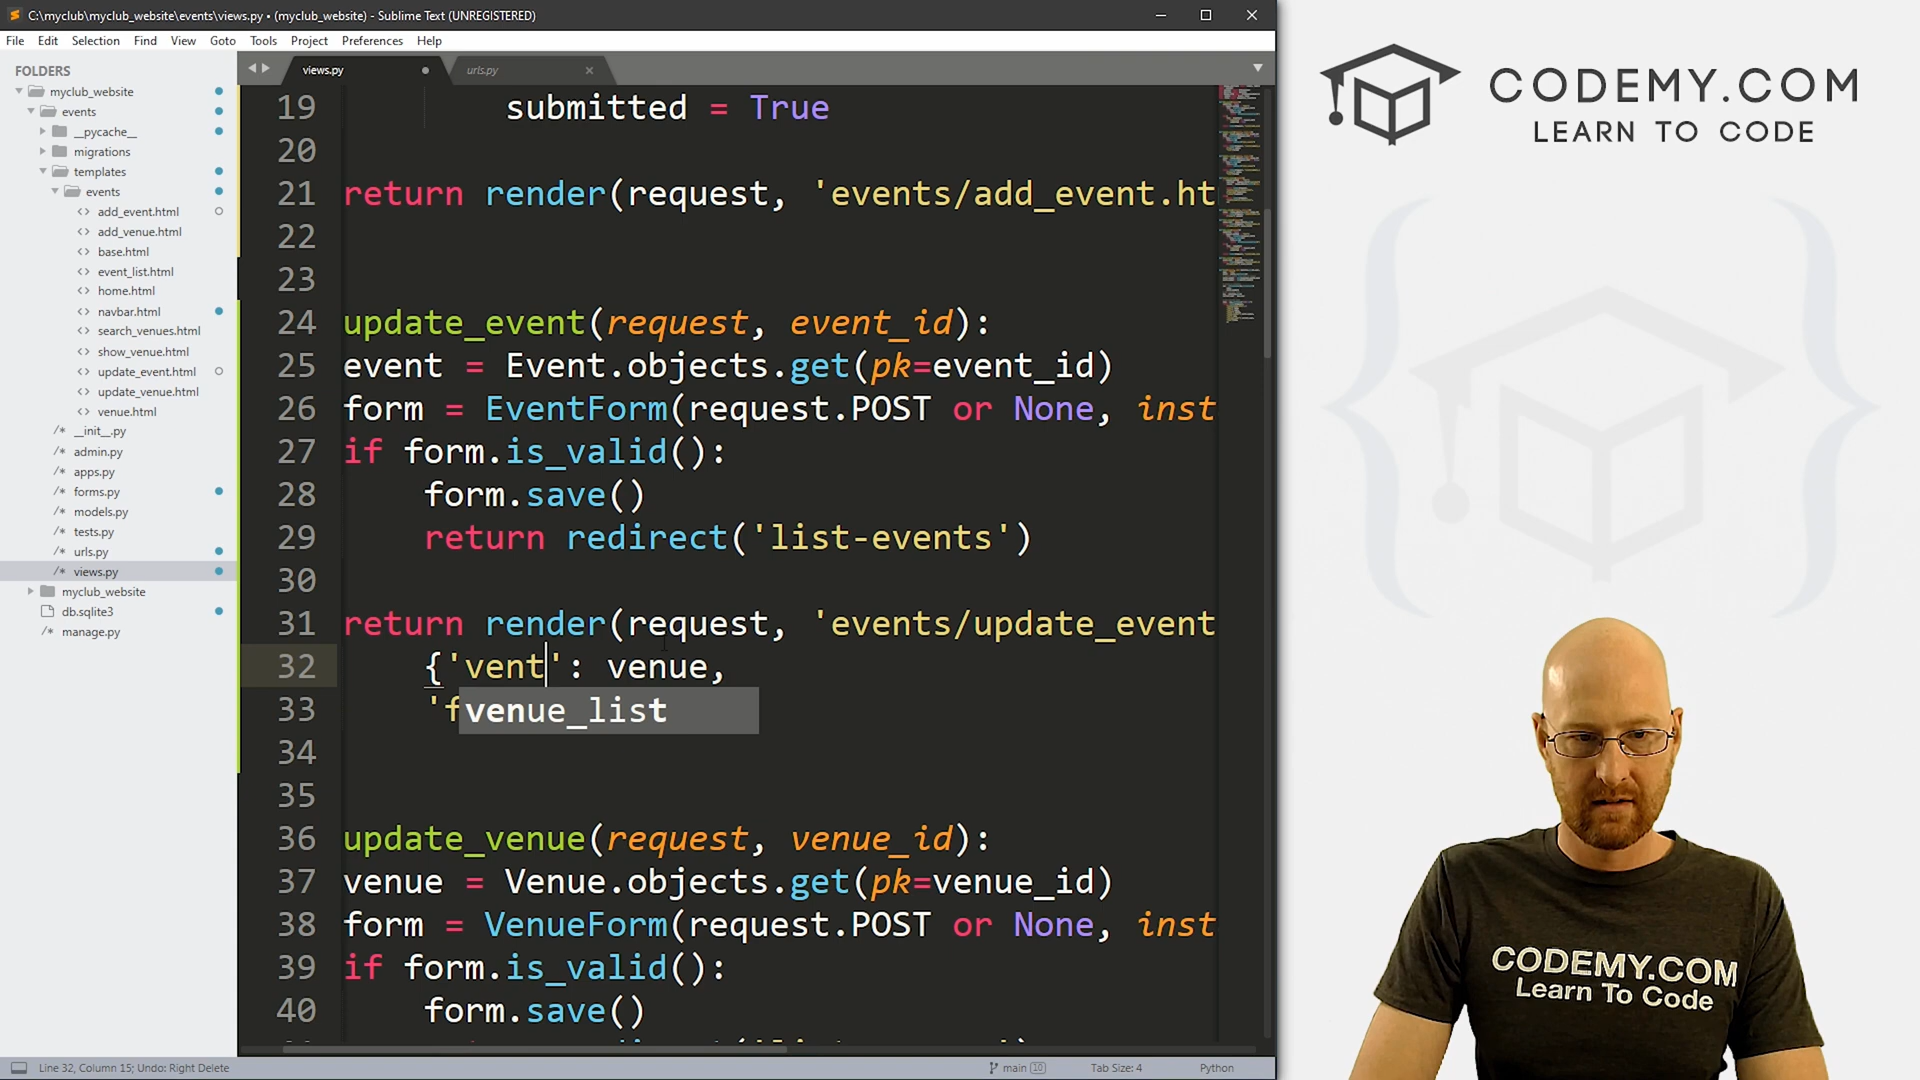 C:\myclub\myclub_website\events\views.py • (myclub_website) - Sublime Text (UNREGISTERED)
File Edit Selection Find View Goto Tools Project Preferences Help
FOLDERS
myclub_website
events
__pycache__
migrations
templates
events
add_event.html
add_venue.html
base.html
event_list.html
home.html
navbar.html
search_venues.html
show_venue.html
update_event.html
update_venue.html
venue.html
__init__.py
admin.py
apps.py
forms.py
models.py
tests.py
urls.py
views.py
myclub_website
db.sqlite3
manage.py
views.py urls.py
19 submitted = True
20
21 return render(request, 'events/add_event.ht
22
23
24 update_event(request, event_id):
25 event = Event.objects.get(pk=event_id)
26 form = EventForm(request.POST or None, inst
27 if form.is_valid():
28 form.save()
29 return redirect('list-events')
30
31 return render(request, 'events/update_event
32 {'vent': venue,
33 'f
venue_list
34
35
36 update_venue(request, venue_id):
37 venue = Venue.objects.get(pk=venue_id)
38 form = VenueForm(request.POST or None, inst
39 if form.is_valid():
40 form.save()
Line 32, Column 15; Undo: Right Delete
main 10
Tab Size: 4
Python
CODEMY.COM
LEARN TO CODE
CODEMY.COM
Learn To Code